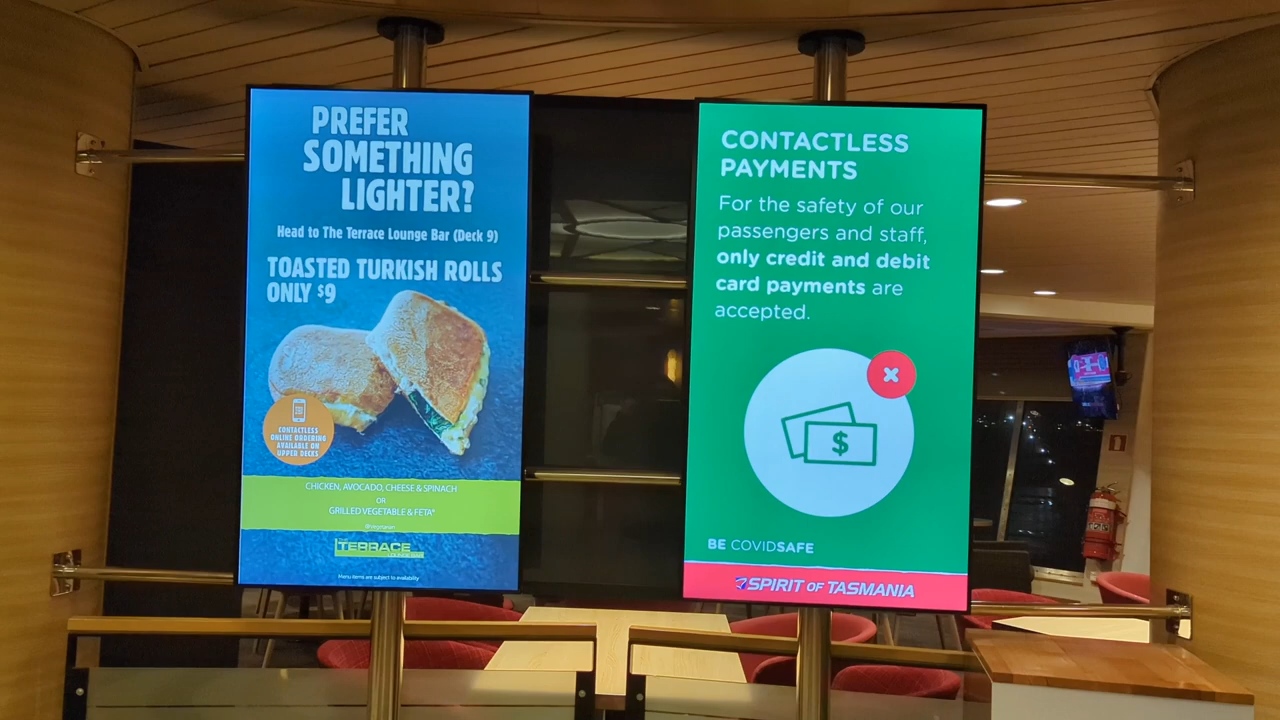 PREFER
SOMETHING
LIGHTER?
Head to The Terrace Lounge Bar (Deck 9)
TOASTED TURKISH ROLLS
ONLY $9
CONTACTLESS
ONLINE ORDERING
AVAILABLE ON
UPPER DECKS
CHICKEN, AVOCADO, CHEESE & SPINACH
OR
GRILLED VEGETABLE & FETA*
THE
TERRACE
LOUNGE BAR
Menu items are subject to availability
CONTACTLESS
PAYMENTS
For the safety of our
passengers and staff,
only credit and debit
card payments are
accepted.
$
BE COVIDSAFE
SPIRIT OF TASMANIA